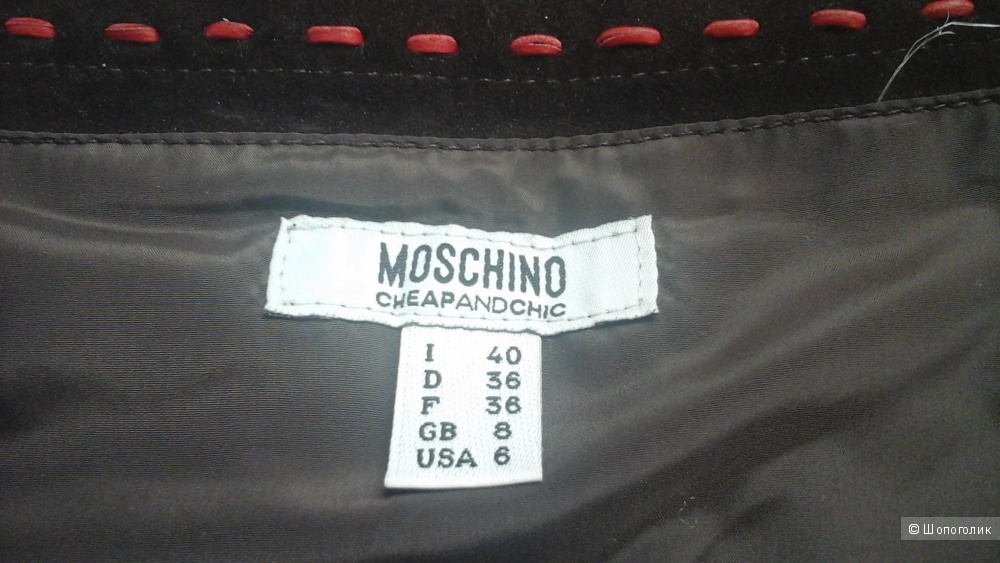 MOSCHINO
CHEAPANDCHIC
I 40
D 36
F 36
GB 8
USA 6
© Шопоголик